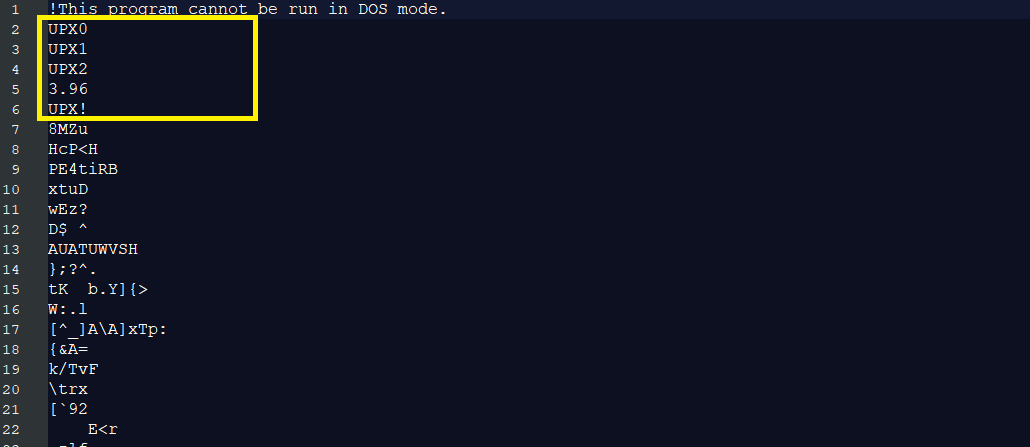 1 !This program cannot be run in DOS mode.
2 UPX0
3 UPX1
4 UPX2
5 3.96
6 UPX!
7 8MZu
8 HcP<H
9 PE4tiRB
10 xtuD
11 wEz?
12 D$ ^
13 AUATUWVSH
14 };?^.
15 tK  b.Y]{>
16 W:.l
17 [^_]A\A]xTp:
18 {&A=
19 k/TvF
20 \trx
21 [`92
22     E<r